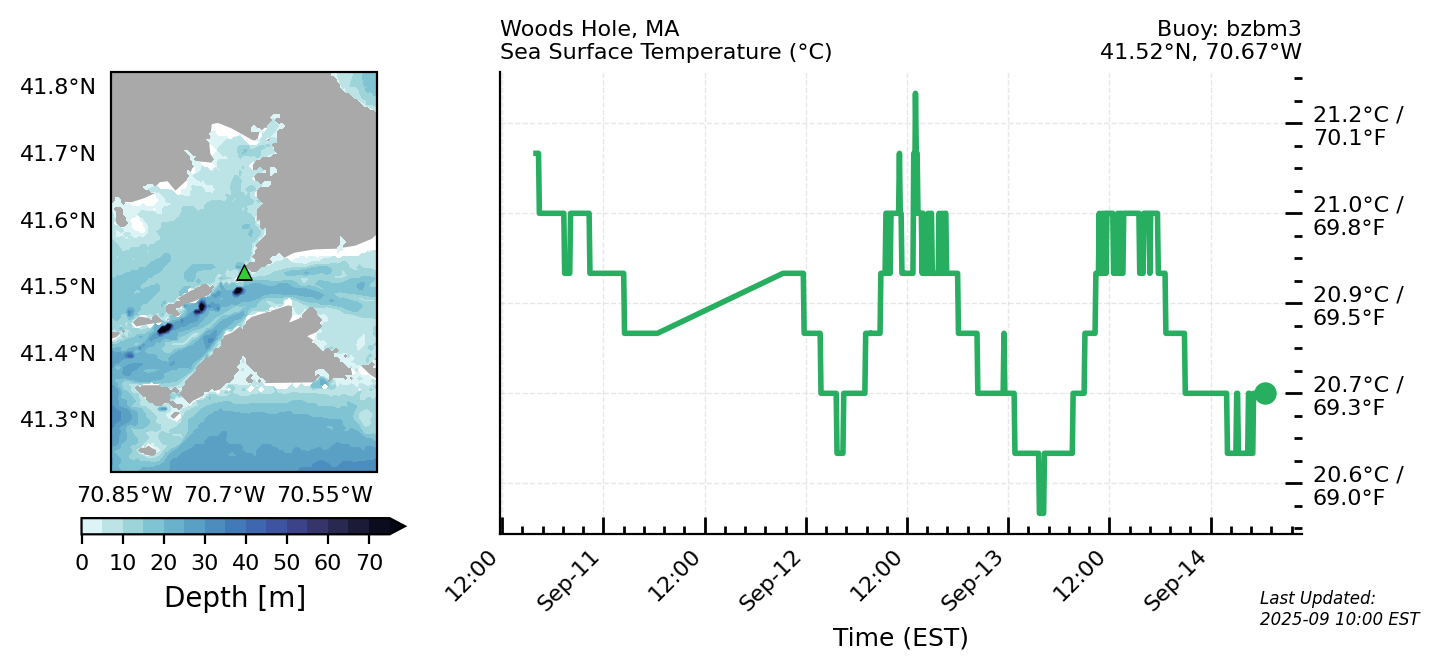 Woods Hole, MA
Sea Surface Temperature (°C)
Buoy: bzbm3
41.52°N, 70.67°W
41.8°N
41.7°N
41.6°N
41.5°N
41.4°N
41.3°N
70.85°W 70.7°W 70.55°W
0 10 20 30 40 50 60 70
Depth [m]
21.2°C /
70.1°F
21.0°C /
69.8°F
20.9°C /
69.5°F
20.7°C /
69.3°F
20.6°C /
69.0°F
12:00 Sep-11 12:00 Sep-12 12:00 Sep-13 12:00 Sep-14
Time (EST)
Last Updated:
2025-09 10:00 EST